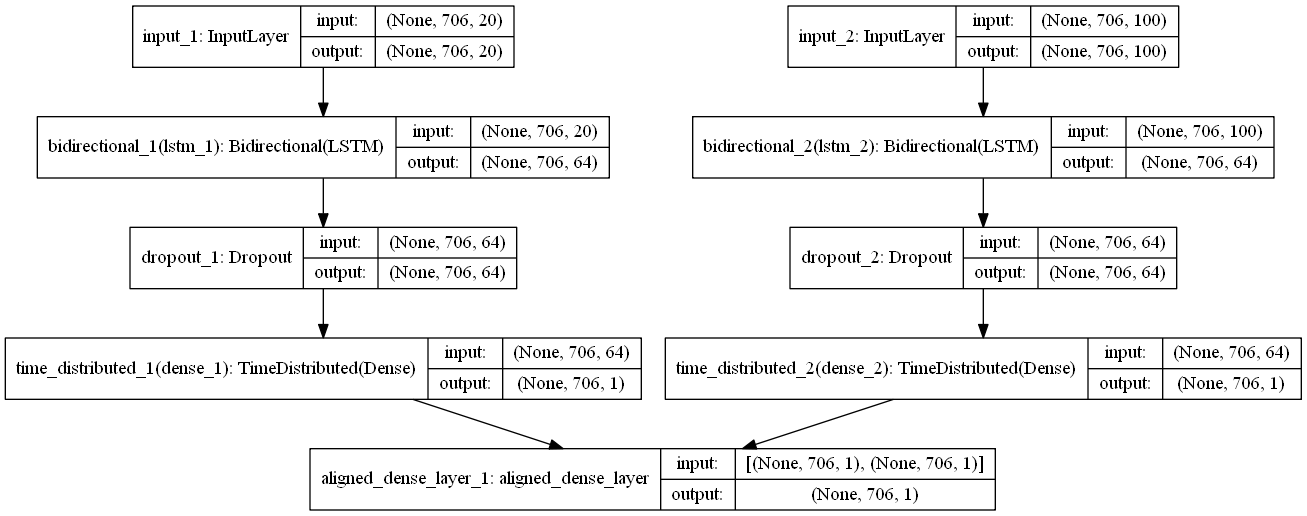 input_1: InputLayer
input: (None, 706, 20)
output: (None, 706, 20)
input_2: InputLayer
input: (None, 706, 100)
output: (None, 706, 100)
bidirectional_1(lstm_1): Bidirectional(LSTM)
input: (None, 706, 20)
output: (None, 706, 64)
bidirectional_2(lstm_2): Bidirectional(LSTM)
input: (None, 706, 100)
output: (None, 706, 64)
dropout_1: Dropout
input: (None, 706, 64)
output: (None, 706, 64)
dropout_2: Dropout
input: (None, 706, 64)
output: (None, 706, 64)
time_distributed_1(dense_1): TimeDistributed(Dense)
input: (None, 706, 64)
output: (None, 706, 1)
time_distributed_2(dense_2): TimeDistributed(Dense)
input: (None, 706, 64)
output: (None, 706, 1)
aligned_dense_layer_1: aligned_dense_layer
input: [(None, 706, 1), (None, 706, 1)]
output: (None, 706, 1)